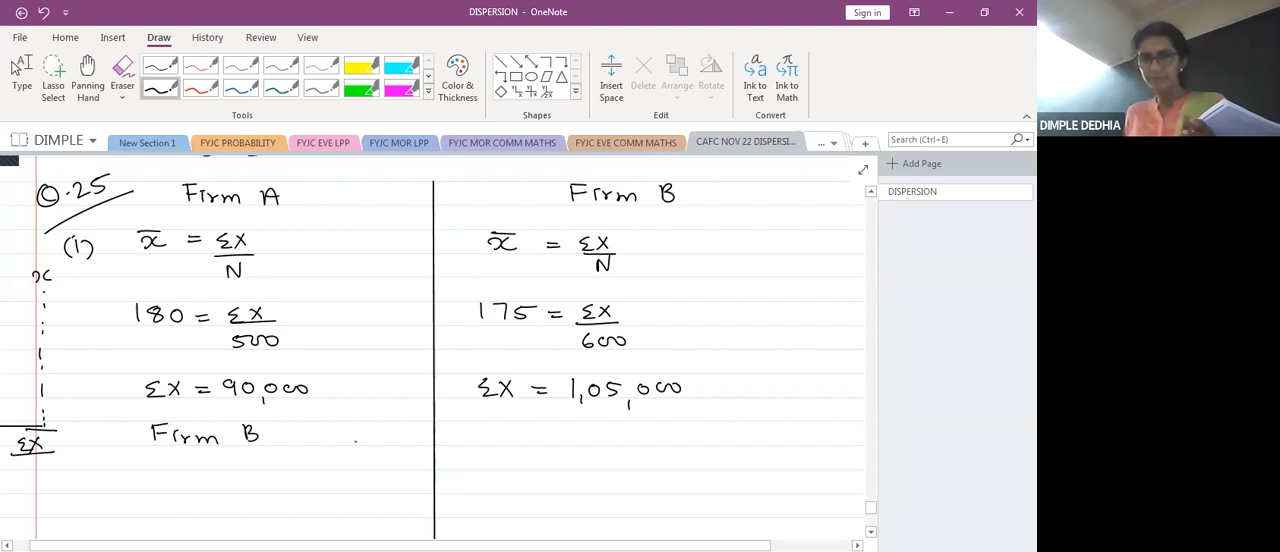 DISPERSION - OneNote
Sign in
File Home Insert Draw History Review View
Type
Lasso Select
Panning Hand
Eraser
Color & Thickness
Insert Space
Delete
Arrange
Rotate
Ink to Text
Ink to Math
Tools
Shapes
Edit
Convert
DIMPLE DEDHIA
DIMPLE
New Section 1
FYJC PROBABILITY
FYJC EVE LPP
FYJC MOR LPP
FYJC MOR COMM MATHS
FYJC EVE COMM MATHS
CAFC NOV 22 DISPERSI...
...
Search (Ctrl+E)
Add Page
DISPERSION
Q.25 Firm A Firm B
(1) x̄ = ΣX/N x̄ = ΣX/N
x
180 = ΣX/500 175 = ΣX/600
ΣX = 90,000 ΣX = 1,05,000
ΣX Firm B